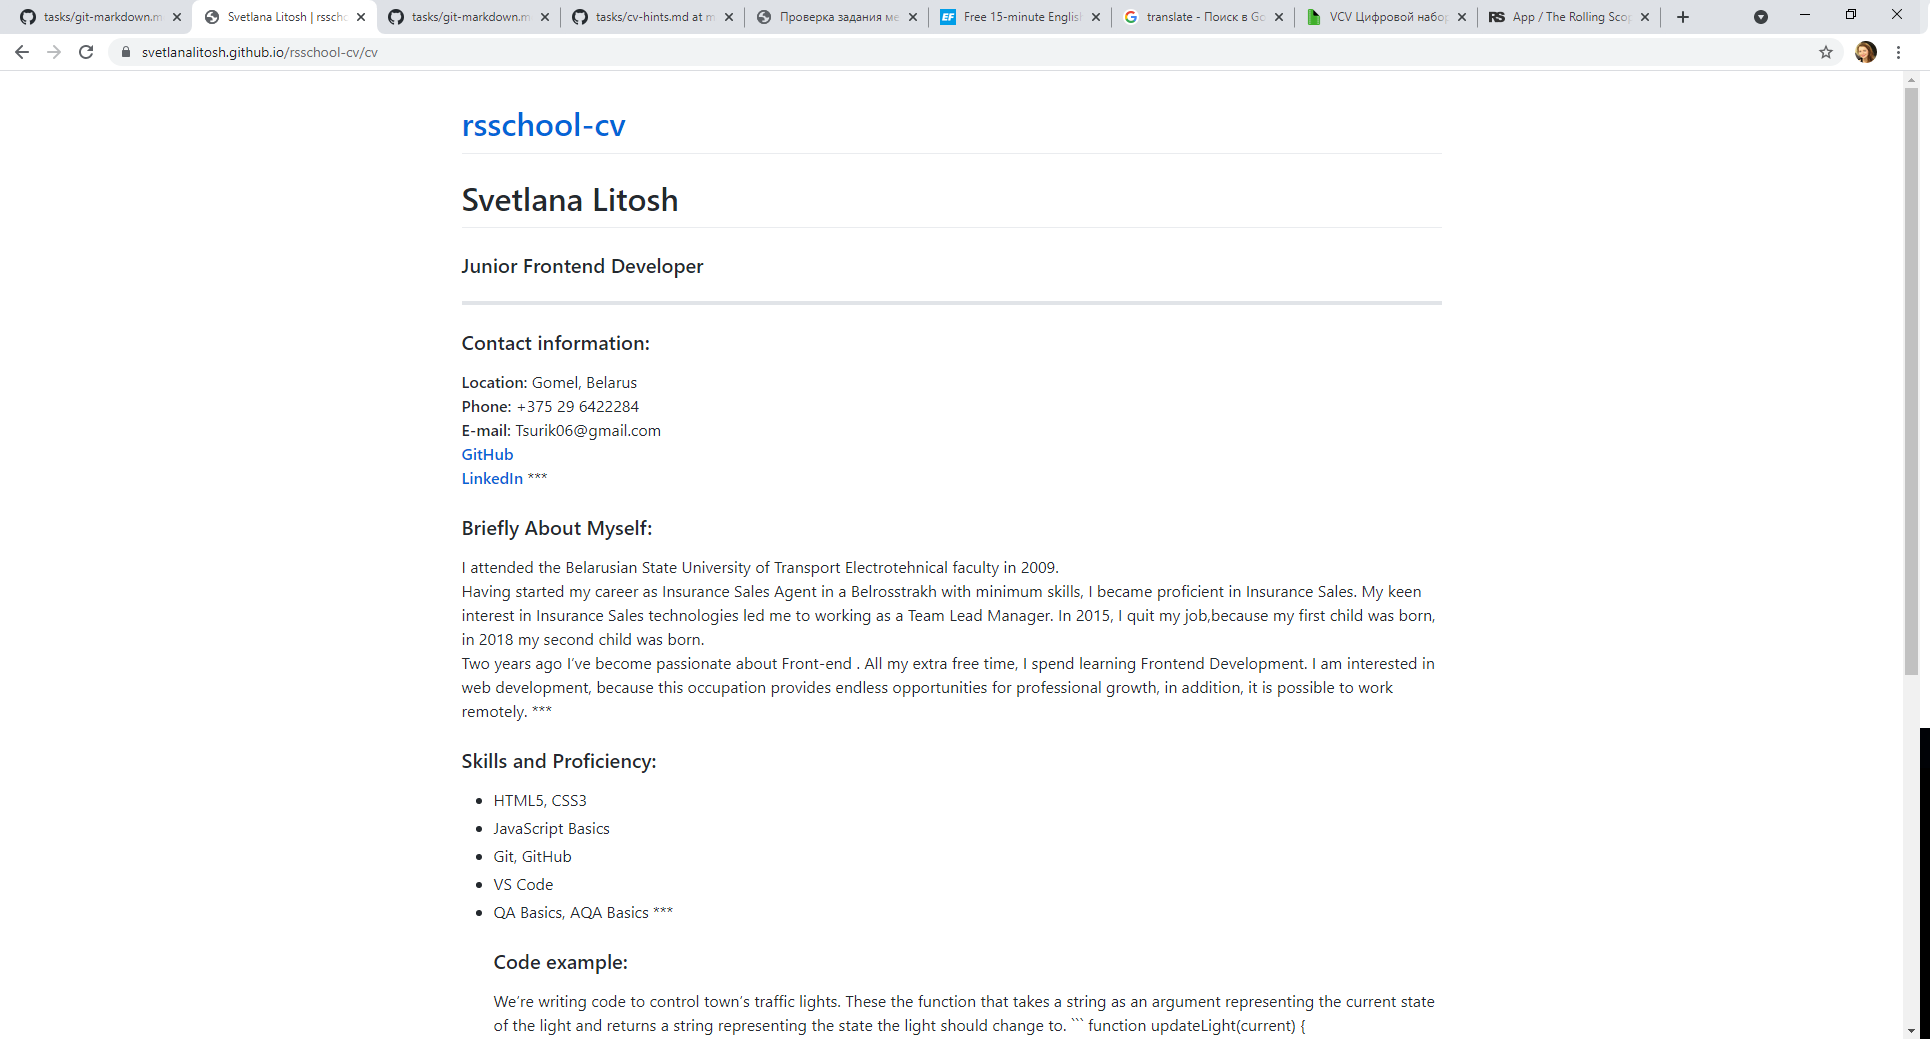 tasks/git-markdown.m
Svetlana Litosh | rsscho
tasks/git-markdown.m
tasks/cv-hints.md at m
Проверка задания ме
Free 15-minute English
translate - Поиск в Go
VCV Цифровой набор
RS App / The Rolling Scop
svetlanalitosh.github.io/rsschool-cv/cv
rsschool-cv
Svetlana Litosh
Junior Frontend Developer
Contact information:
Location: Gomel, Belarus
Phone: +375 29 6422284
E-mail: Tsurik06@gmail.com
GitHub
LinkedIn ***
Briefly About Myself:
I attended the Belarusian State University of Transport Electrotehnical faculty in 2009.
Having started my career as Insurance Sales Agent in a Belrosstrakh with minimum skills, I became proficient in Insurance Sales. My keen
interest in Insurance Sales technologies led me to working as a Team Lead Manager. In 2015, I quit my job,because my first child was born,
in 2018 my second child was born.
Two years ago I’ve become passionate about Front-end . All my extra free time, I spend learning Frontend Development. I am interested in
web development, because this occupation provides endless opportunities for professional growth, in addition, it is possible to work
remotely. ***
Skills and Proficiency:
• HTML5, CSS3
• JavaScript Basics
• Git, GitHub
• VS Code
• QA Basics, AQA Basics ***
Code example:
We’re writing code to control town’s traffic lights. These the function that takes a string as an argument representing the current state
of the light and returns a string representing the state the light should change to. ``` function updateLight(current) {